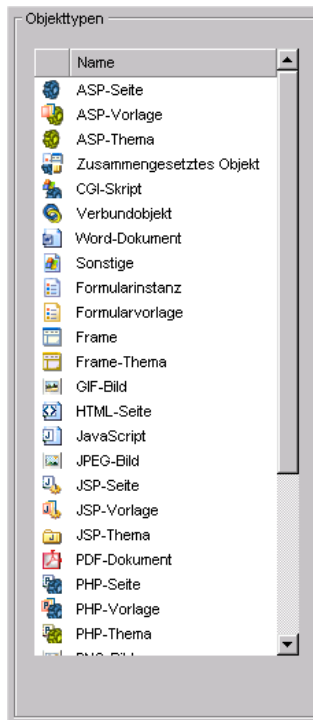 Objekttypen
Name
ASP-Seite
ASP-Vorlage
ASP-Thema
Zusammengesetztes Objekt
CGI-Skript
Verbundobjekt
Word-Dokument
Sonstige
Formularinstanz
Formularvorlage
Frame
Frame-Thema
GIF-Bild
HTML-Seite
JavaScript
JPEG-Bild
JSP-Seite
JSP-Vorlage
JSP-Thema
PDF-Dokument
PHP-Seite
PHP-Vorlage
PHP-Thema